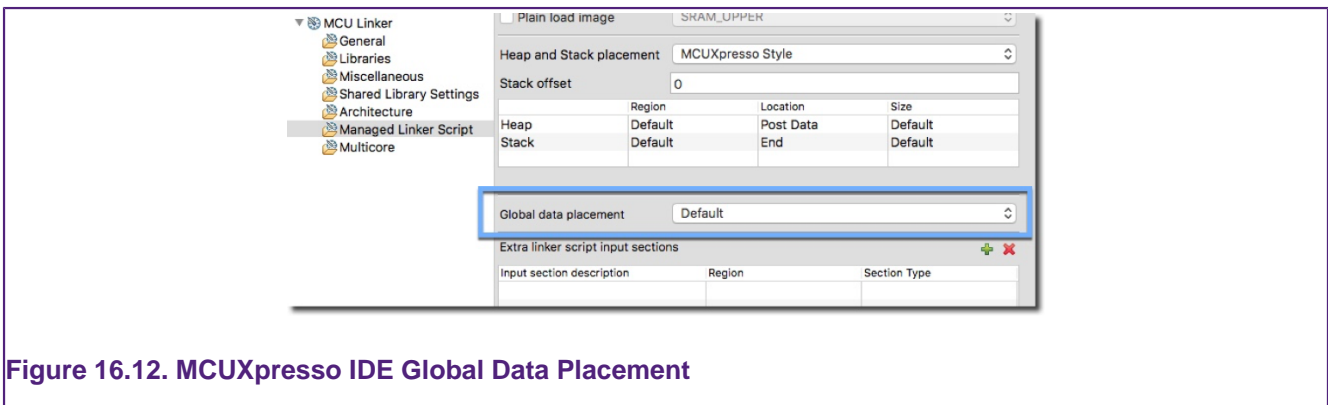 MCU Linker
General
Libraries
Miscellaneous
Shared Library Settings
Architecture
Managed Linker Script
Multicore
Plain load image SRAM_UPPER
Heap and Stack placement MCUXpresso Style
Stack offset 0
Region Location Size
Heap Default Post Data Default
Stack Default End Default
Global data placement Default
Extra linker script input sections
Input section description Region Section Type
Figure 16.12. MCUXpresso IDE Global Data Placement